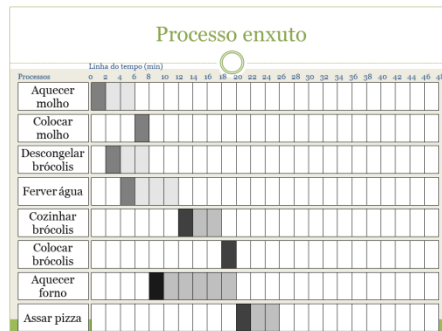 Processo enxuto
Linha do tempo (min)
Processos 0 2 4 6 8 10 12 14 16 18 20 22 24 26 28 30 32 34 36 38 40 42 44 46 48
Aquecer
molho
Colocar
molho
Descongelar
brócolis
Ferver água
Cozinhar
brócolis
Colocar
brócolis
Aquecer
forno
Assar pizza